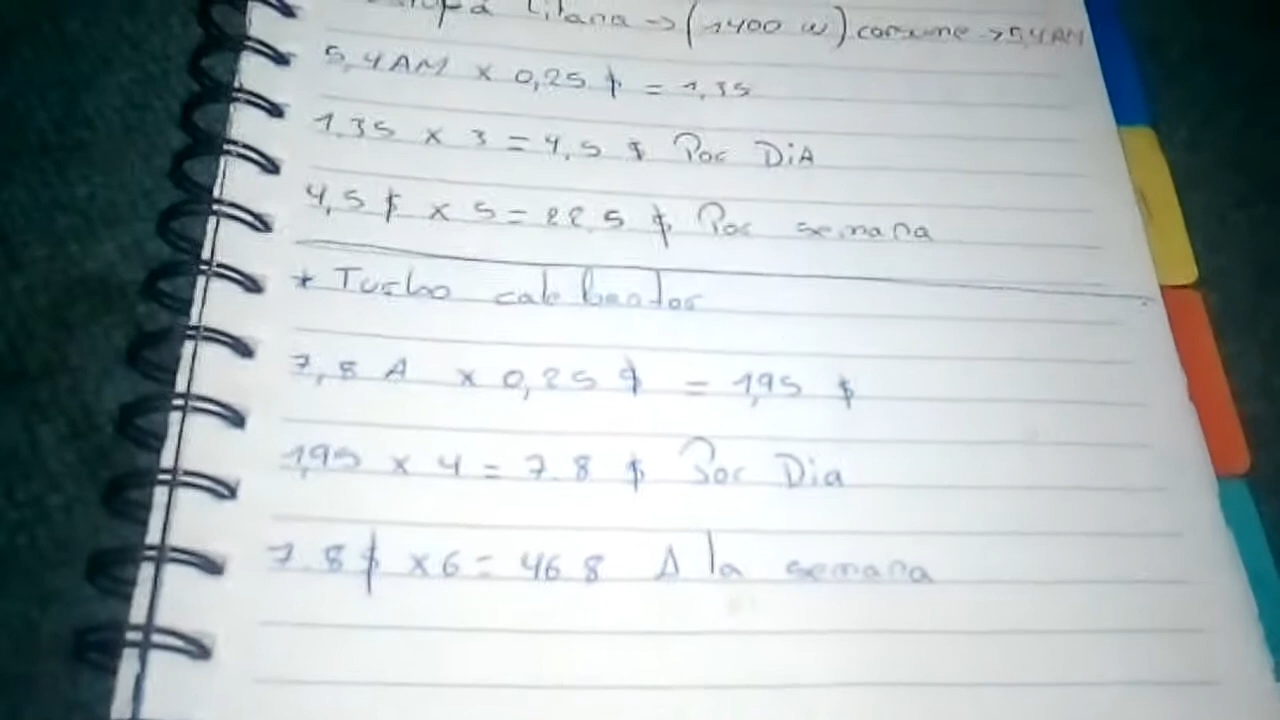 Liliana → (1400 w) consume → 5,4 AM
5,4 AM x 0,25 $ = 1,35
1.35 x 3 = 4,5 $ Por DiA
4,5 $ x 5 = 22.5 $ Por semana
* Turbo cale
7,8 A x 0,25 $ = 1,95 $
1,95 x 4 = 7.8 $ Por Dia
7.8 $ x 6 = 46 8 A la semana